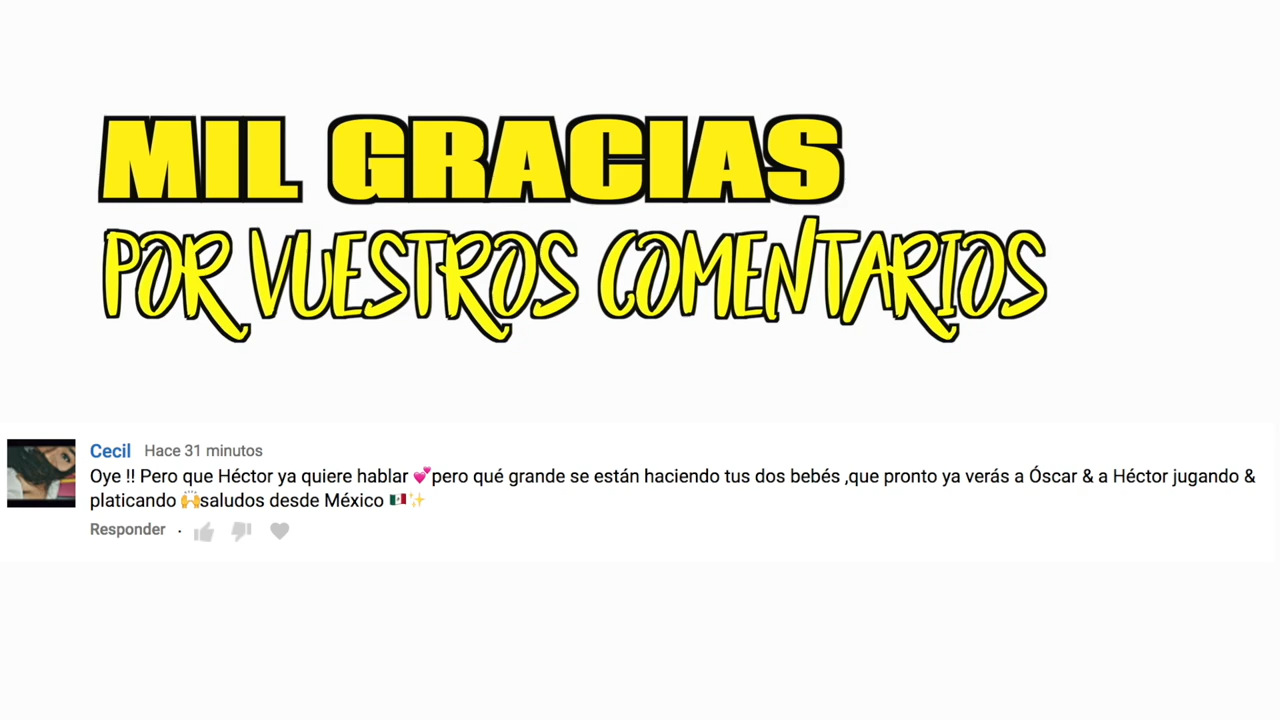 MIL GRACIAS
POR VUESTROS COMENTARIOS
Cecil Hace 31 minutos
Oye !! Pero que Héctor ya quiere hablar 💕pero qué grande se están haciendo tus dos bebés ,que pronto ya verás a Óscar & a Héctor jugando &
platicando 🙌saludos desde México 🇲🇽✨
Responder ·